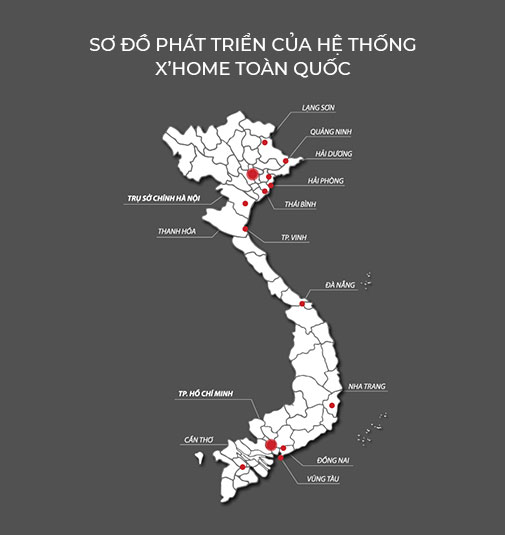 SƠ ĐỒ PHÁT TRIỂN CỦA HỆ THỐNG
X'HOME TOÀN QUỐC
LẠNG SƠN
QUẢNG NINH
HẢI DƯƠNG
HẢI PHÒNG
TRỤ SỞ CHÍNH HÀ NỘI
THÁI BÌNH
THANH HÓA
TP. VINH
ĐÀ NẴNG
NHA TRANG
TP. HỒ CHÍ MINH
CẦN THƠ
ĐỒNG NAI
VŨNG TÀU